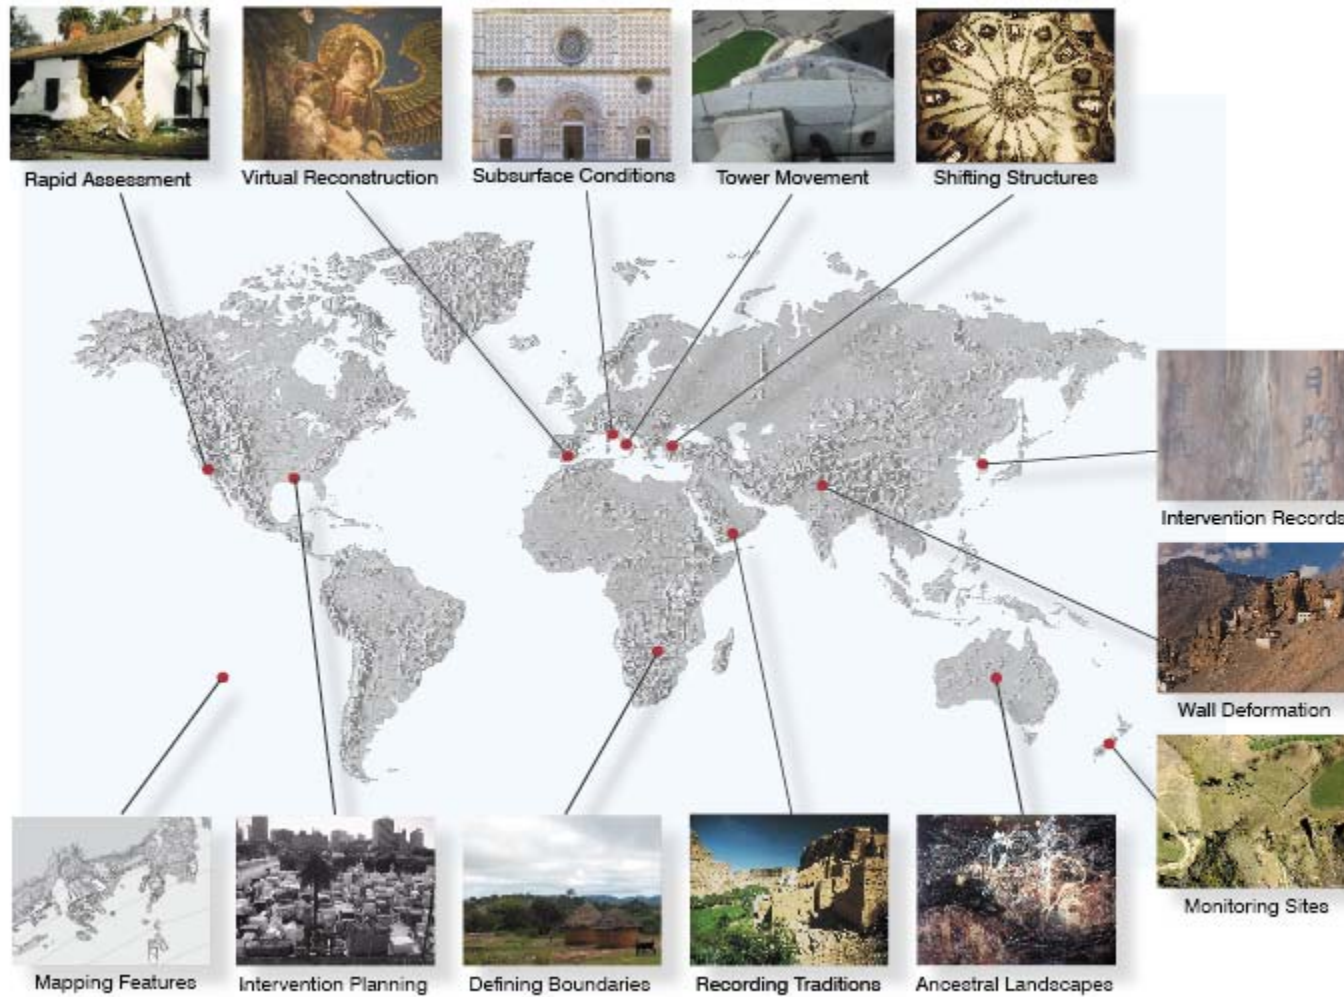 Rapid Assessment
Virtual Reconstruction
Subsurface Conditions
Tower Movement
Shifting Structures
Intervention Records
Wall Deformation
Monitoring Sites
Mapping Features
Intervention Planning
Defining Boundaries
Recording Traditions
Ancestral Landscapes